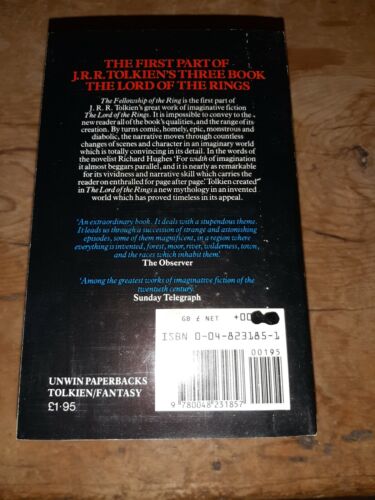 THE FIRST PART OF
J.R.R. TOLKIEN'S THREE BOOK
THE LORD OF THE RINGS
The Fellowship of the Ring is the first part of
J. R. R. Tolkien's great work of imaginative fiction
The Lord of the Rings. It is impossible to convey to the
new reader all of the book's qualities, and the range of its
creation. By turns comic, homely, epic, monstrous and
diabolic, the narrative moves through countless
changes of scenes and character in an imaginary world
which is totally convincing in its detail. In the words of
the novelist Richard Hughes 'For width of imagination
it almost beggars parallel, and it is nearly as remarkable
for its vividness and narrative skill which carries the
reader on enthralled for page after page.' Tolkien created
in The Lord of the Rings a new mythology in an invented
world which has proved timeless in its appeal.
'An extraordinary book. It deals with a stupendous theme.
It leads us through a succession of strange and astonishing
episodes, some of them magnificent, in a region where
everything is invented, forest, moor, river, wilderness, town,
and the races which inhabit them.'
The Observer
'Among the greatest works of imaginative fiction of the
twentieth century.'
Sunday Telegraph
GB £ NET +00
ISBN 0-04-823185-1
00195
9 780048 231857
UNWIN PAPERBACKS
TOLKIEN/FANTASY
£1·95